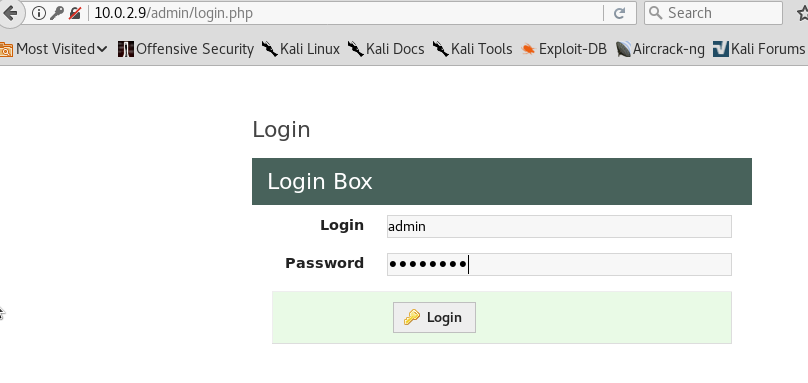 10.0.2.9/admin/login.php Search
Most Visited Offensive Security Kali Linux Kali Docs Kali Tools Exploit-DB Aircrack-ng Kali Forums
Login
Login Box
Login admin
Password ••••••••
Login